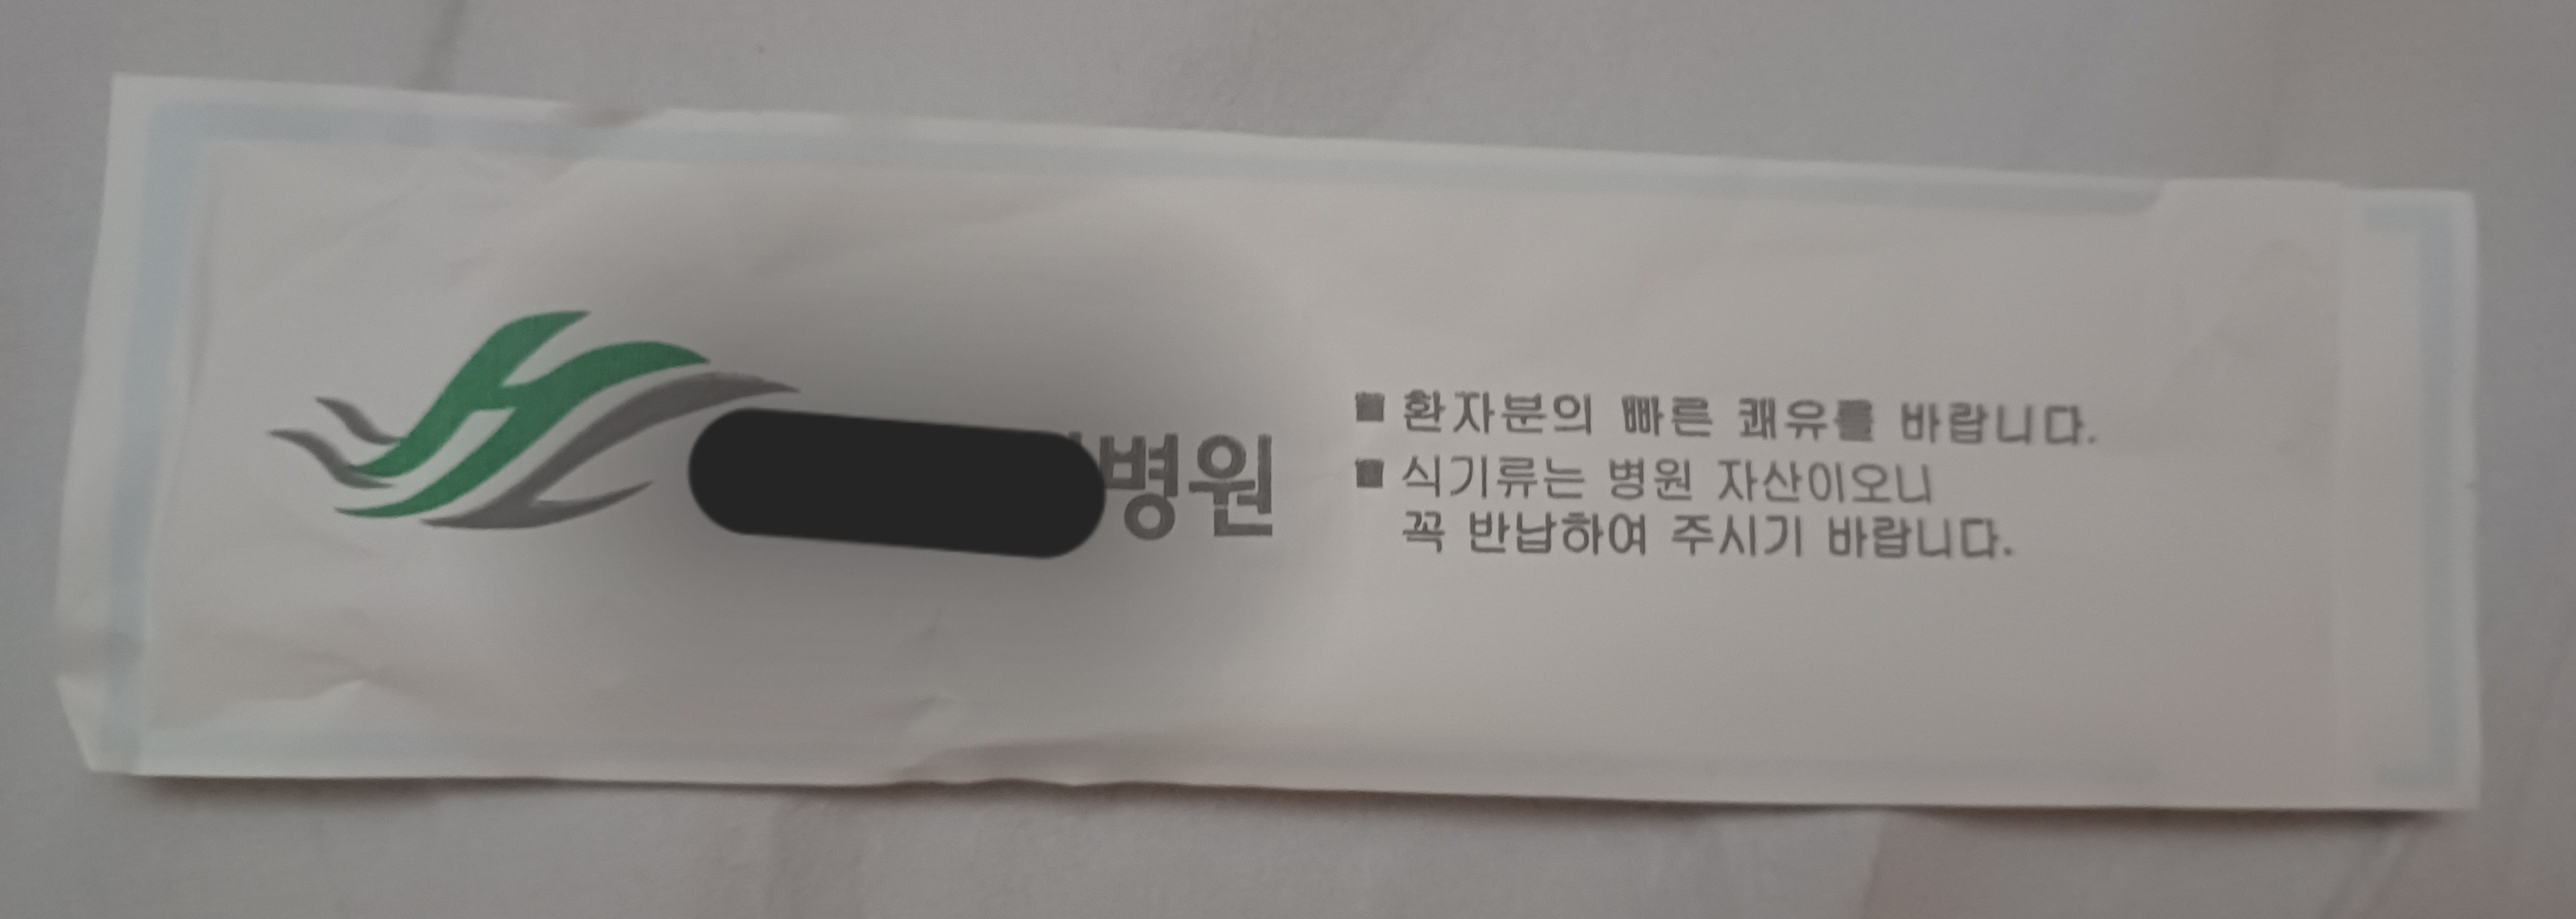 병원
■ 환자분의 빠른 쾌유를 바랍니다.
■ 식기류는 병원 자산이오니
꼭 반납하여 주시기 바랍니다.